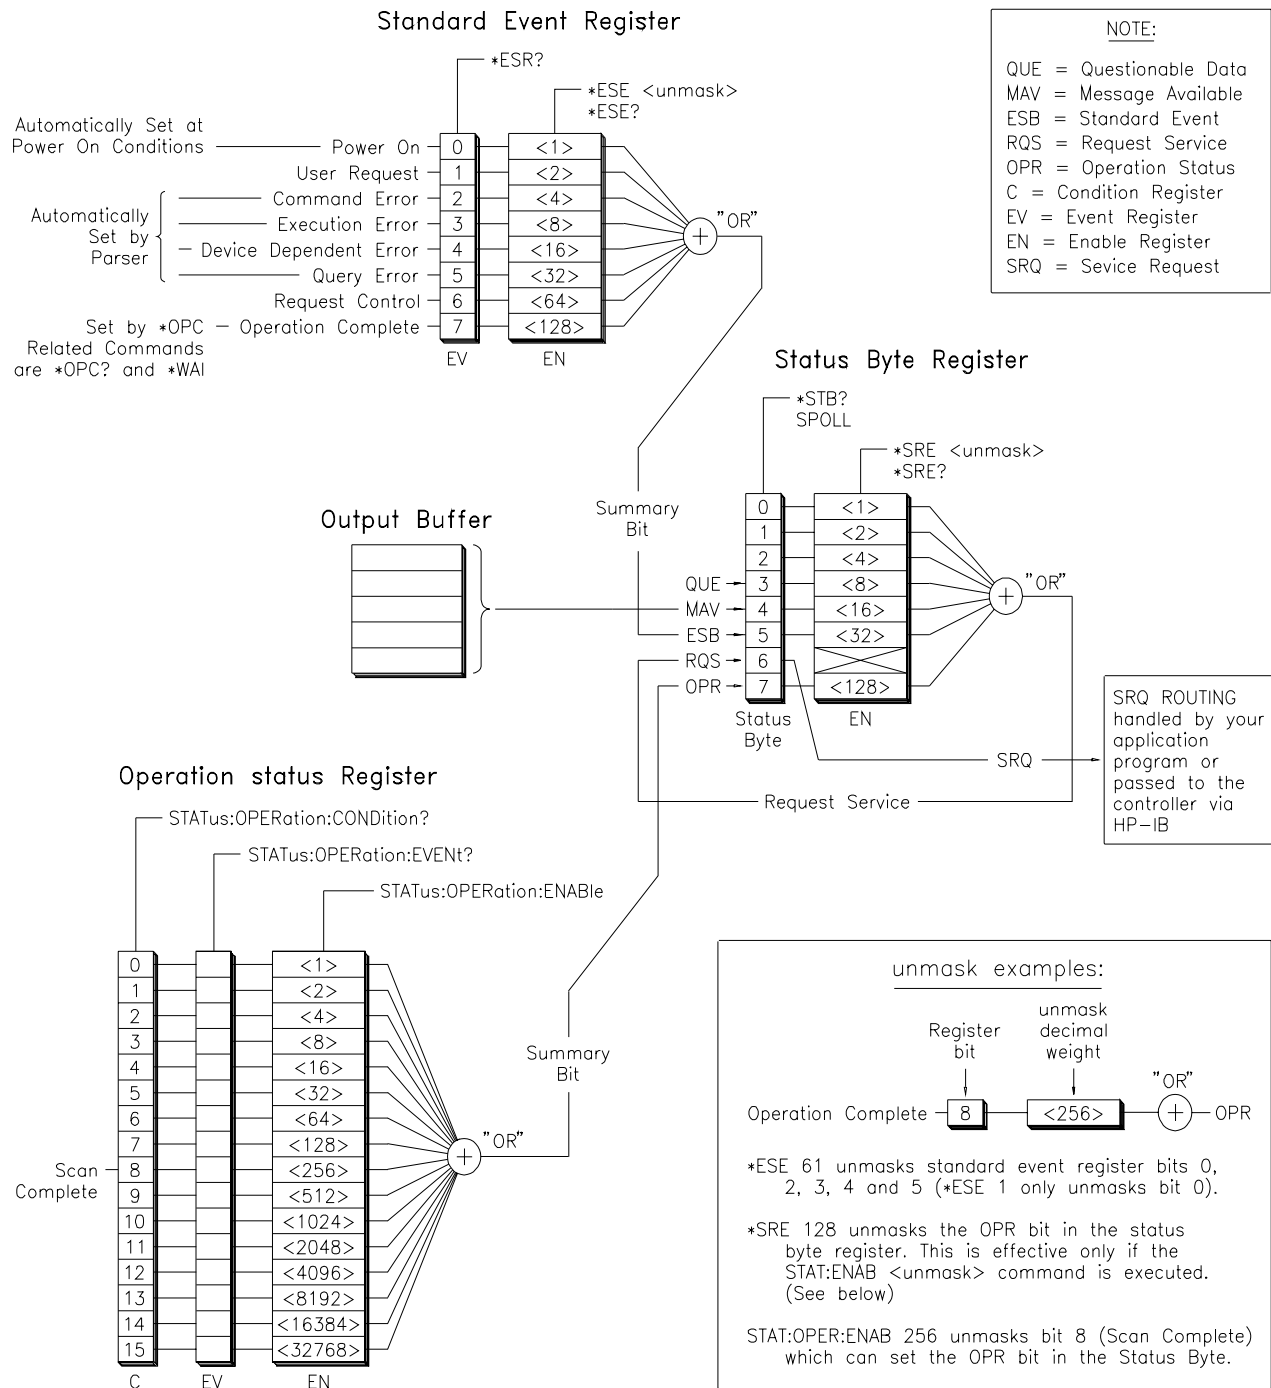 Standard Event Register
*ESR?
*ESE <unmask>
*ESE?
Automatically Set at
Power On Conditions
Power On 0 <1>
User Request 1 <2>
Command Error 2 <4>
Execution Error 3 <8>
Device Dependent Error 4 <16>
Query Error 5 <32>
Request Control 6 <64>
Operation Complete 7 <128>
Automatically
Set by
Parser
Set by *OPC
Related Commands
are *OPC? and *WAI
EV EN
+ "OR"
NOTE:
QUE = Questionable Data
MAV = Message Available
ESB = Standard Event
RQS = Request Service
OPR = Operation Status
C = Condition Register
EV = Event Register
EN = Enable Register
SRQ = Sevice Request
Status Byte Register
*STB?
SPOLL
*SRE <unmask>
*SRE?
Summary
Bit
Output Buffer
0 <1>
1 <2>
2 <4>
QUE 3 <8>
MAV 4 <16>
ESB 5 <32>
RQS 6
OPR 7 <128>
Status
Byte
EN
+ "OR"
SRQ
Request Service
SRQ ROUTING
handled by your
application
program or
passed to the
controller via
HP-IB
Operation status Register
STATus:OPERation:CONDition?
STATus:OPERation:EVENt?
STATus:OPERation:ENABle
0 <1>
1 <2>
2 <4>
3 <8>
4 <16>
5 <32>
6 <64>
7 <128>
8 <256>
9 <512>
10 <1024>
11 <2048>
12 <4096>
13 <8192>
14 <16384>
15 <32768>
Scan
Complete
C EV EN
+ "OR"
Summary
Bit
unmask examples:
Register
bit
unmask
decimal
weight
"OR"
Operation Complete 8 <256> + OPR
*ESE 61 unmasks standard event register bits 0,
2, 3, 4 and 5 (*ESE 1 only unmasks bit 0).
*SRE 128 unmasks the OPR bit in the status
byte register. This is effective only if the
STAT:ENAB <unmask> command is executed.
(See below)
STAT:OPER:ENAB 256 unmasks bit 8 (Scan Complete)
which can set the OPR bit in the Status Byte.